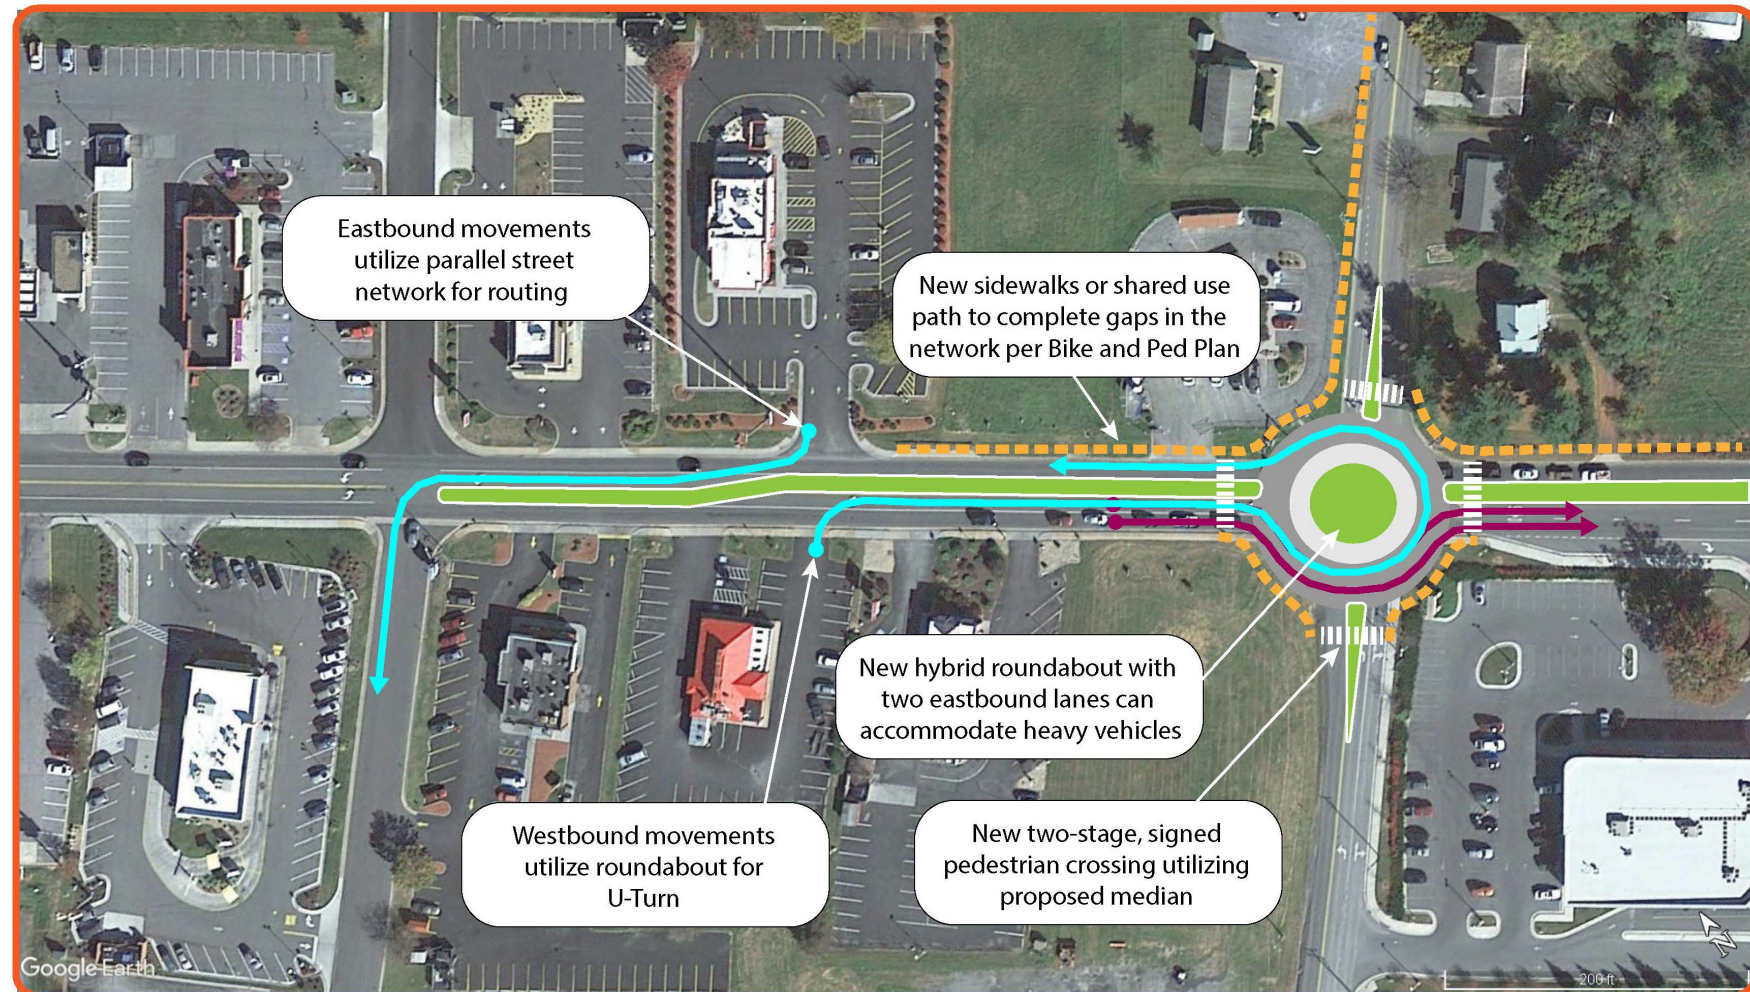 Eastbound movements
utilize parallel street
network for routing
New sidewalks or shared use
path to complete gaps in the
network per Bike and Ped Plan
New hybrid roundabout with
two eastbound lanes can
accommodate heavy vehicles
Westbound movements
utilize roundabout for
U-Turn
New two-stage, signed
pedestrian crossing utilizing
proposed median
N
Google Earth
200 ft